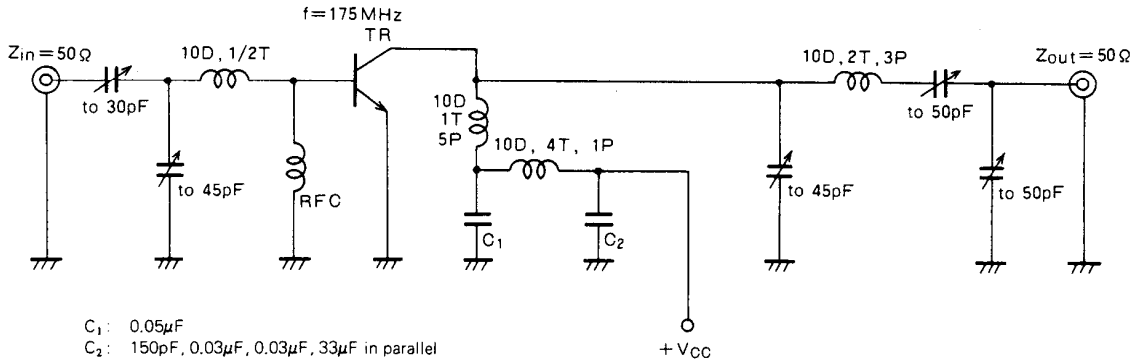 f=175MHz
TR
Zin=50Ω
10D, 1/2T
to 30pF
to 45pF
RFC
10D
1T
5P
10D, 4T, 1P
C₁
C₂
10D, 2T, 3P
to 50pF
Zout=50Ω
to 45pF
to 50pF
+VCC
C₁: 0.05μF
C₂: 150pF, 0.03μF, 0.03μF, 33μF in parallel